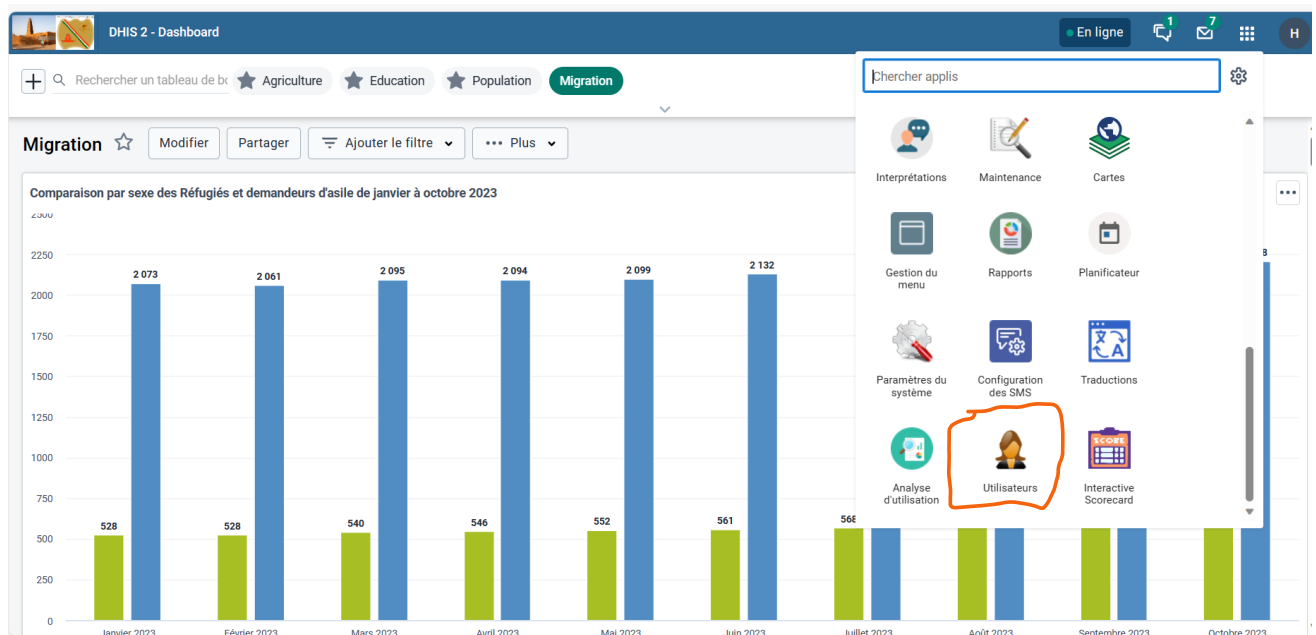 DHIS 2 - Dashboard
En ligne
1
7
H
Rechercher un tableau de bo
Agriculture
Education
Population
Migration
Chercher applis
Migration
Modifier
Partager
Ajouter le filtre
Plus
Interprétations
Maintenance
Cartes
Gestion du
menu
Rapports
Planificateur
Paramètres du
système
Configuration
des SMS
Traductions
Analyse
d'utilisation
Utilisateurs
SCORE
Interactive
Scorecard
Comparaison par sexe des Réfugiés et demandeurs d'asile de janvier à octobre 2023
2500
2250
2000
1750
1500
1250
1000
750
500
250
0
528
2 073
528
2 061
540
2 095
546
2 094
552
2 099
561
2 132
568
8
Janvier 2023
Février 2023
Mars 2023
Avril 2023
Mai 2023
Juin 2023
Juillet 2023
Août 2023
Septembre 2023
Octobre 2023